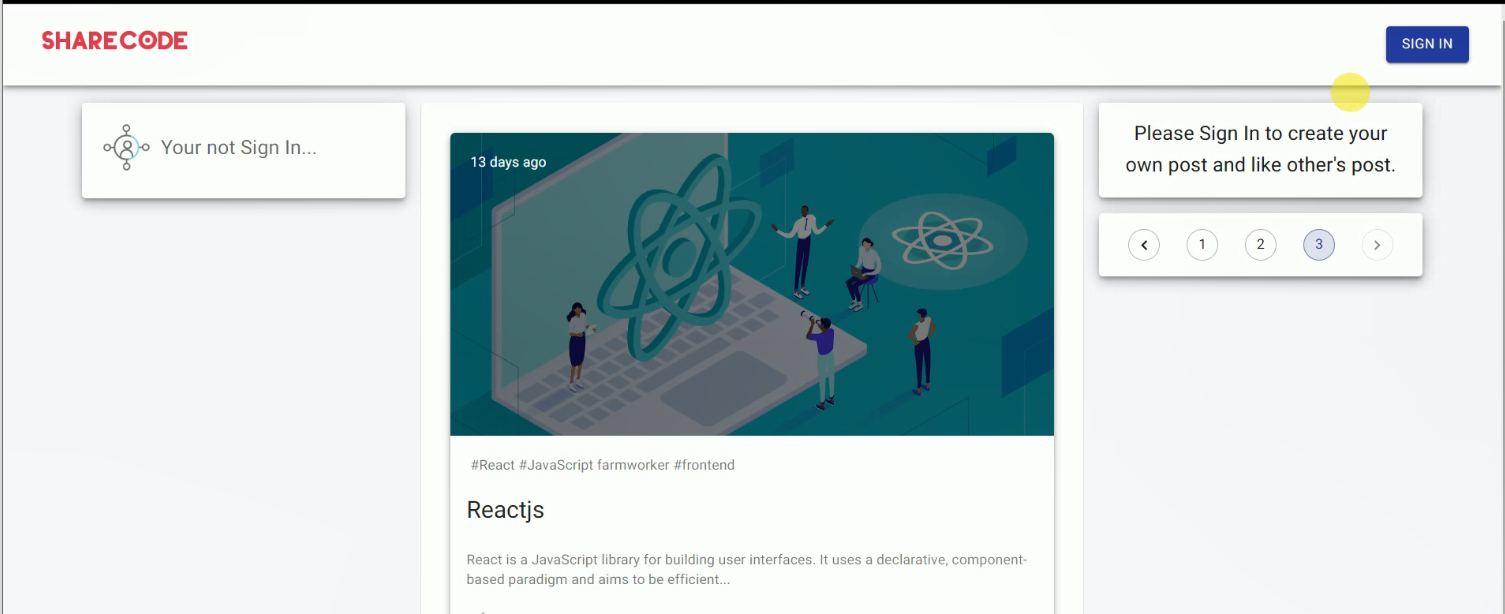 SHARECODE
SIGN IN
Your not Sign In...
13 days ago
#React #JavaScript farmworker #frontend
Reactjs
React is a JavaScript library for building user interfaces. It uses a declarative, component-
based paradigm and aims to be efficient...
Please Sign In to create your
own post and like other's post.
1 2 3